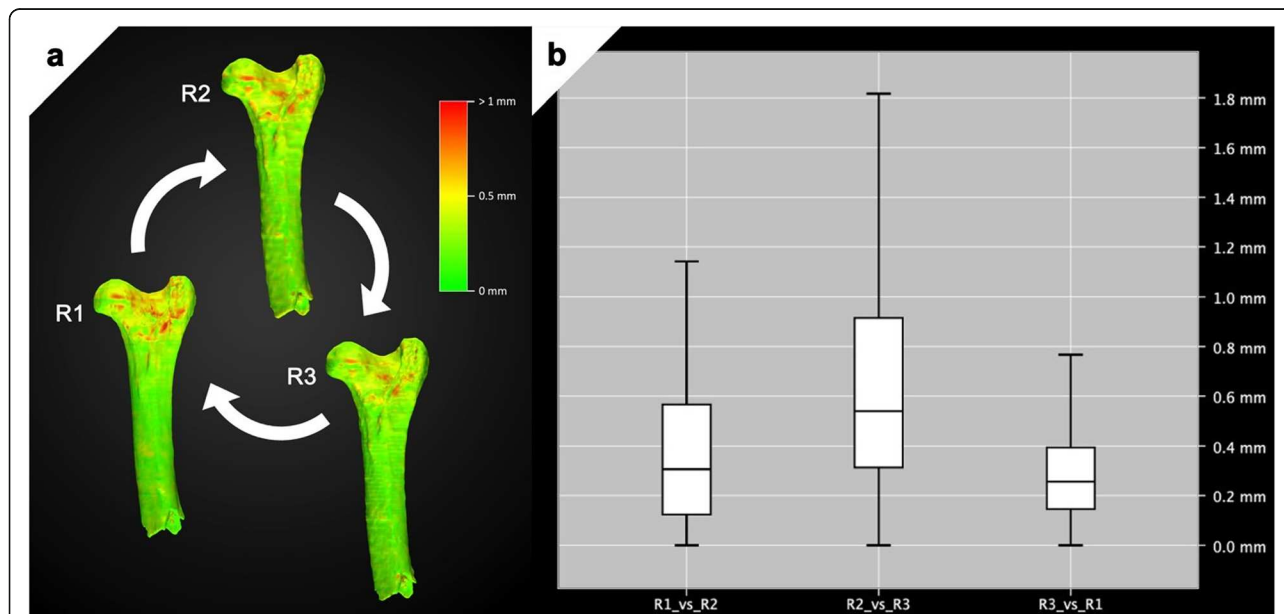 a
R2
> 1 mm
0.5 mm
0 mm
R1
R3
b
1.8 mm
1.6 mm
1.4 mm
1.2 mm
1.0 mm
0.8 mm
0.6 mm
0.4 mm
0.2 mm
0.0 mm
R1_vs_R2
R2_vs_R3
R3_vs_R1